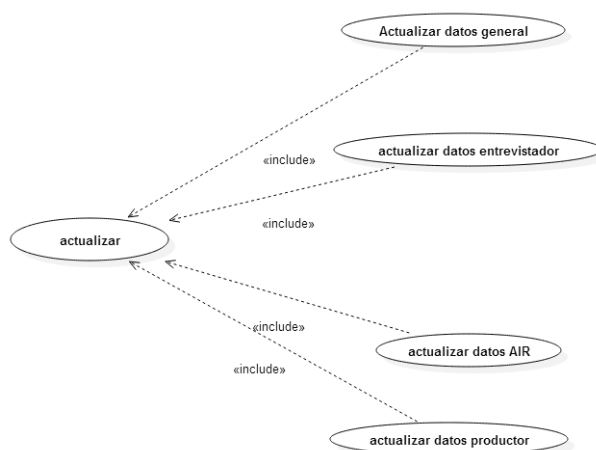 Actualizar datos general
actualizar datos entrevistador
«include»
«include»
actualizar
«include»
actualizar datos AIR
«include»
actualizar datos productor